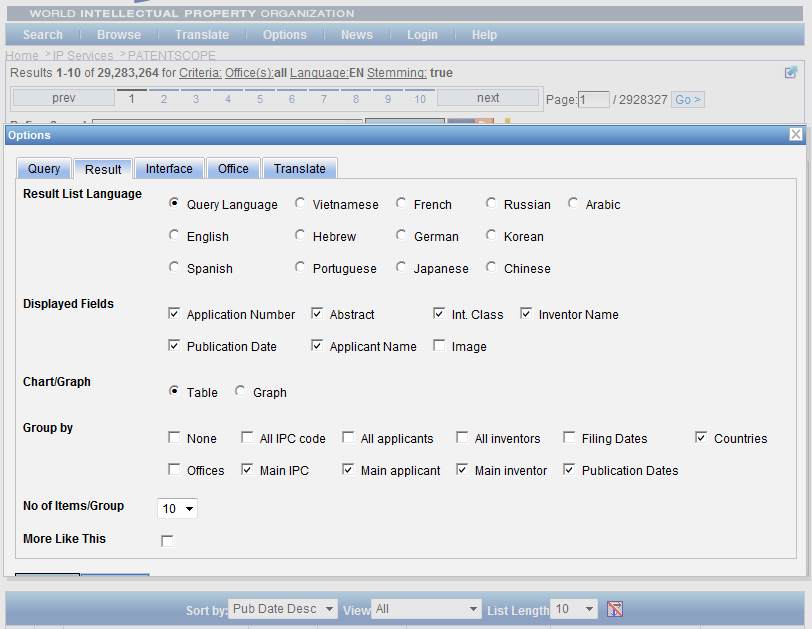 WORLD INTELLECTUAL PROPERTY ORGANIZATION
Search Browse Translate Options News Login Help
Home > IP Services > PATENTSCOPE
Results 1-10 of 29,283,264 for Criteria: Office(s):all Language:EN Stemming: true
prev 1 2 3 4 5 6 7 8 9 10 next Page: 1 / 2928327 Go >
Options
Query Result Interface Office Translate
Result List Language
Query Language Vietnamese French Russian Arabic
English Hebrew German Korean
Spanish Portuguese Japanese Chinese
Displayed Fields
Application Number Abstract Int. Class Inventor Name
Publication Date Applicant Name Image
Chart/Graph
Table Graph
Group by
None All IPC code All applicants All inventors Filing Dates Countries
Offices Main IPC Main applicant Main inventor Publication Dates
No of Items/Group 10
More Like This
Sort by: Pub Date Desc View All List Length 10